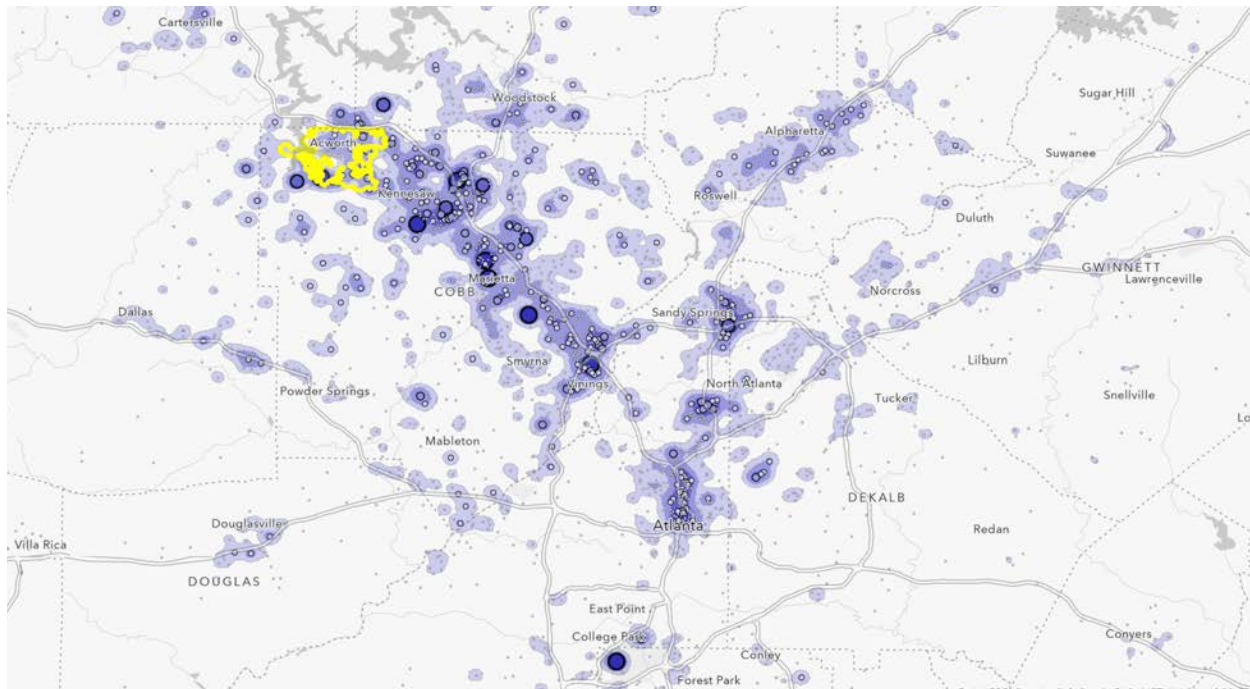 Cartersville
Woodstock
Sugar Hill
Alpharetta
Acworth
Suwanee
Kennesaw
Roswell
Duluth
GWINNETT
Marietta
Lawrenceville
COBB
Norcross
Dallas
Sandy Springs
Smyrna
Lilburn
Vinings
North Atlanta
Powder Springs
Tucker
Snellville
Lo
Mableton
DEKALB
Douglasville
Atlanta
Redan
Villa Rica
DOUGLAS
East Point
College Park
Conyers
Conley
Forest Park